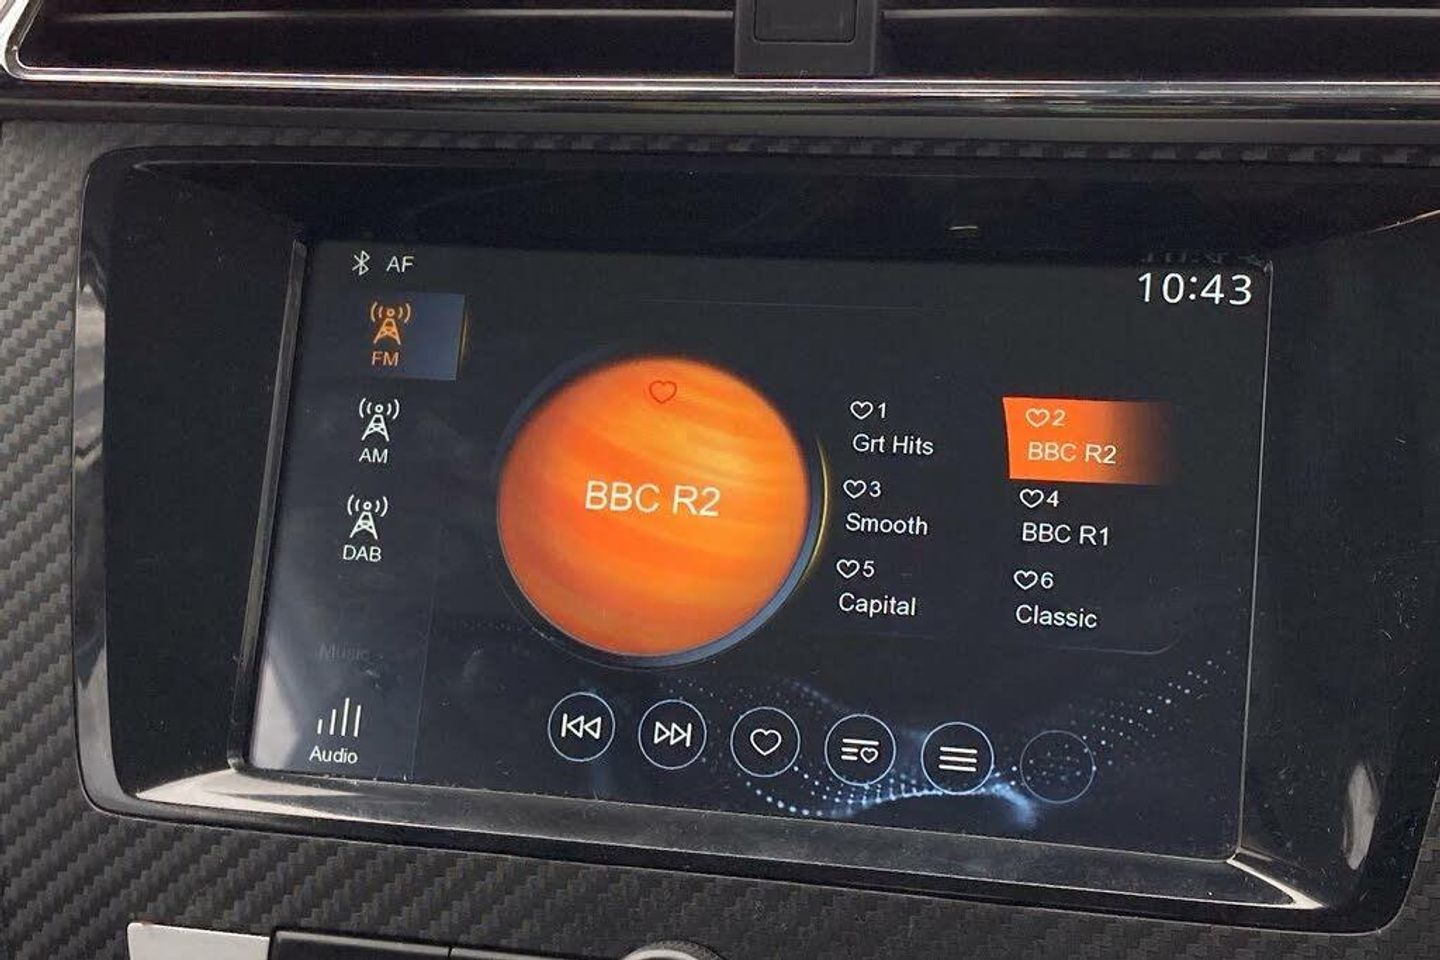 AF
10:43
FM
AM
DAB
Music
Audio
BBC R2
1
Grt Hits
2
BBC R2
3
Smooth
4
BBC R1
5
Capital
6
Classic